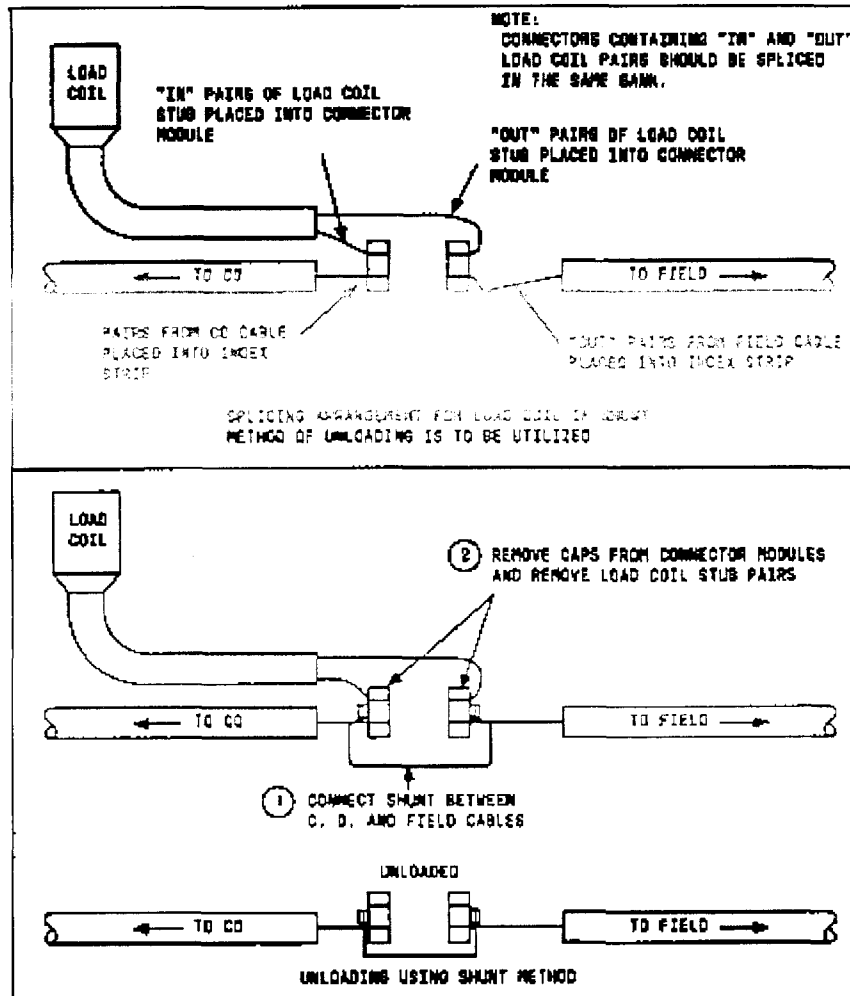 NOTE:
CONNECTORS CONTAINING "IN" AND "OUT"
LOAD COIL PAIRS SHOULD BE SPLICED
IN THE SAME BANK.
LOAD
COIL
"IN" PAIRS OF LOAD COIL
STUB PLACED INTO CONNECTOR
MODULE
"OUT" PAIRS OF LOAD COIL
STUB PLACED INTO CONNECTOR
MODULE
TO CO
TO FIELD
PAIRS FROM CO CABLE
PLACED INTO INDEX
STRIP
"OUT" PAIRS FROM FIELD CABLE
PLACED INTO INDEX STRIP
SPLICING ARRANGEMENT FOR LOAD COIL IF SHUNT
METHOD OF UNLOADING IS TO BE UTILIZED
LOAD
COIL
2 REMOVE CAPS FROM CONNECTOR MODULES
AND REMOVE LOAD COIL STUB PAIRS
TO CO
TO FIELD
1 CONNECT SHUNT BETWEEN
C. O. AND FIELD CABLES
UNLOADED
TO CO
TO FIELD
UNLOADING USING SHUNT METHOD